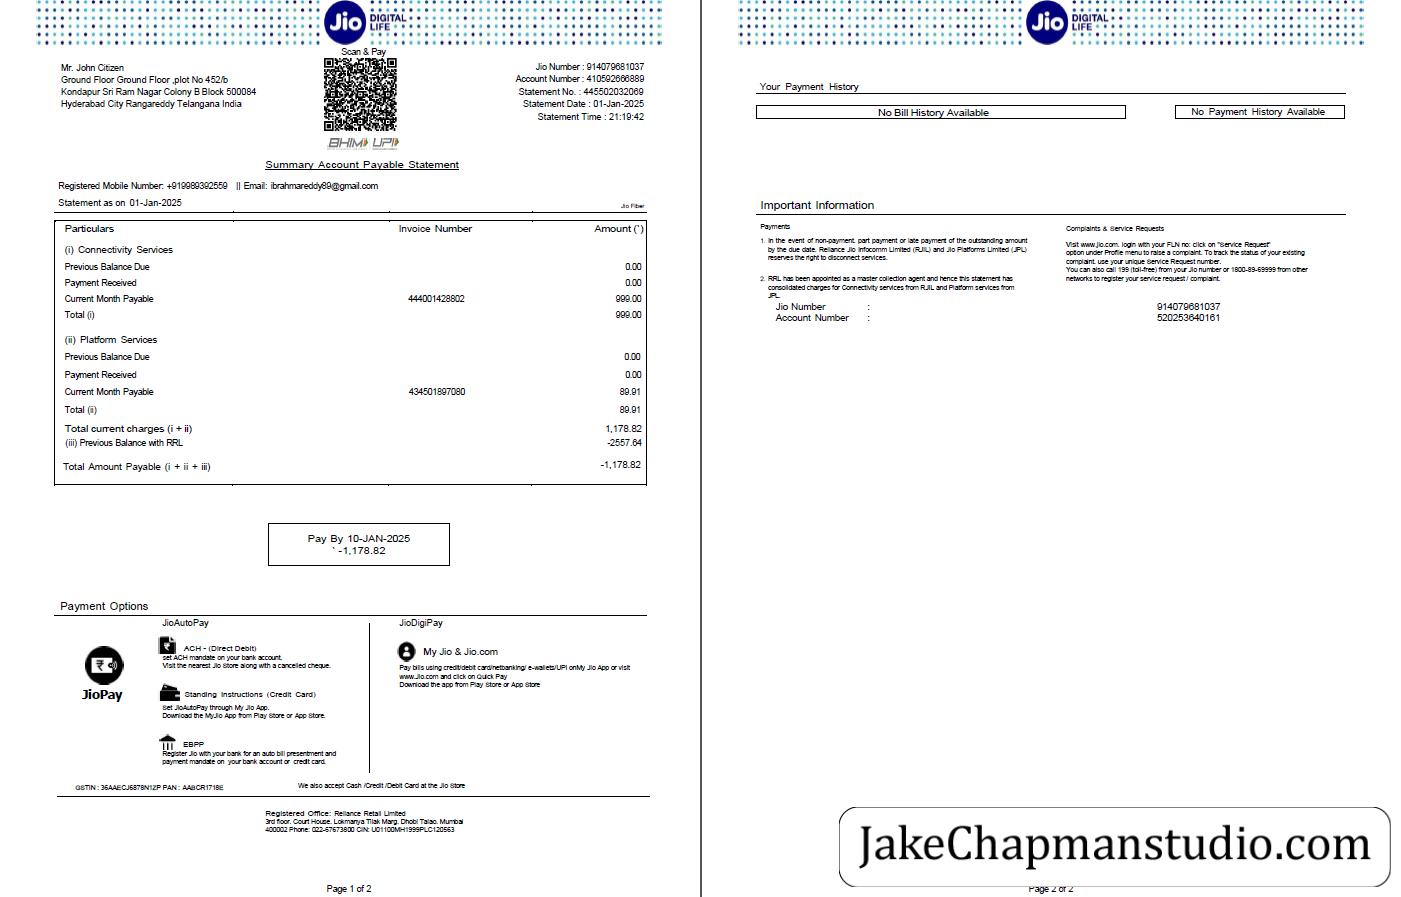 Jio DIGITAL LIFE
Scan & Pay
Mr. John Citizen
Ground Floor Ground Floor ,plot No 452/b
Kondapur Sri Ram Nagar Colony B Block 500084
Hyderabad City Rangareddy Telangana India
Jio Number : 914079681037
Account Number : 410592666889
Statement No. : 445502032069
Statement Date : 01-Jan-2025
Statement Time : 21:19:42
BHIM UPI
Summary Account Payable Statement
Registered Mobile Number: +919989392559 || Email: ibrahmareddy89@gmail.com
Statement as on 01-Jan-2025
Jio Fiber
Particulars Invoice Number Amount (`)
(i) Connectivity Services
Previous Balance Due 0.00
Payment Received 0.00
Current Month Payable 444001428802 999.00
Total (i) 999.00
(ii) Platform Services
Previous Balance Due 0.00
Payment Received 0.00
Current Month Payable 434501897080 89.91
Total (ii) 89.91
Total current charges (i + ii) 1,178.82
(iii) Previous Balance with RRL -2557.64
Total Amount Payable (i + ii + iii) -1,178.82
Pay By 10-JAN-2025
` -1,178.82
Payment Options
JioPay
JioAutoPay
ACH - (Direct Debit)
set ACH mandate on your bank account.
Visit the nearest Jio Store along with a cancelled cheque.
Standing Instructions (Credit Card)
Set JioAutoPay through My Jio App.
Download the MyJio App from Play Store or App Store.
EBPP
Register Jio with your bank for an auto bill presentment and
payment mandate on your bank account or credit card.
JioDigiPay
My Jio & Jio.com
Pay bills using credit/debit card/netbanking/ e-wallets/UPI onMy Jio App or visit
www.Jio.com and click on Quick Pay
Download the app from Play Store or App Store
GSTIN : 36AAECJ6878N1ZP PAN : AABCR1718E
We also accept Cash /Credit /Debit Card at the Jio Store
Registered Office: Reliance Retail Limited
3rd floor. Court House. Lokmanya Tilak Marg. Dhobi Talao. Mumbai
400002 Phone: 022-67673800 CIN: U01100MH1999PLC120563
Page 1 of 2
Jio DIGITAL LIFE
Your Payment History
No Bill History Available
No Payment History Available
Important Information
Payments
1. In the event of non-payment. part payment or late payment of the outstanding amount
by the due date. Reliance Jio Infocomm Limited (RJIL) and Jio Platforms Limited (JPL)
reserves the right to disconnect services.
2. RRL has been appointed as a master collection agent and hence this statement has
consolidated charges for Connectivity services from RJIL and Platform services from
JPL.
Complaints & Service Requests
Visit www.jio.com. login with your FLN no: click on "Service Request"
option under Profile menu to raise a complaint. To track the status of your existing
complaint. use your unique Service Request number.
You can also call 199 (toll-free) from your Jio number or 1800-89-69999 from other
networks to register your service request / complaint.
Jio Number : 914079681037
Account Number : 520253640161
JakeChapmanstudio.com
Page 2 of 2